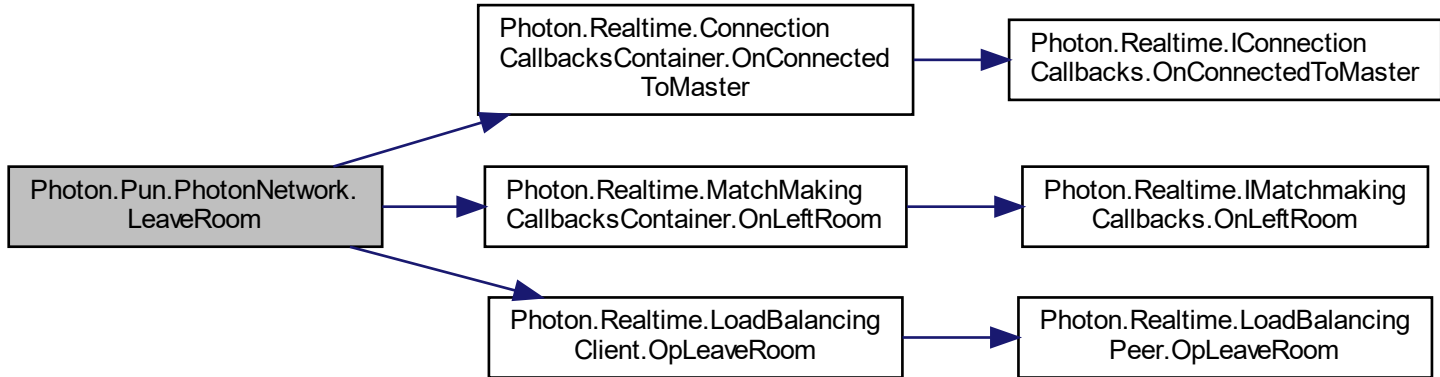 Photon.Pun.PhotonNetwork.
LeaveRoom
Photon.Realtime.Connection
CallbacksContainer.OnConnected
ToMaster
Photon.Realtime.IConnection
Callbacks.OnConnectedToMaster
Photon.Realtime.MatchMaking
CallbacksContainer.OnLeftRoom
Photon.Realtime.IMatchmaking
Callbacks.OnLeftRoom
Photon.Realtime.LoadBalancing
Client.OpLeaveRoom
Photon.Realtime.LoadBalancing
Peer.OpLeaveRoom